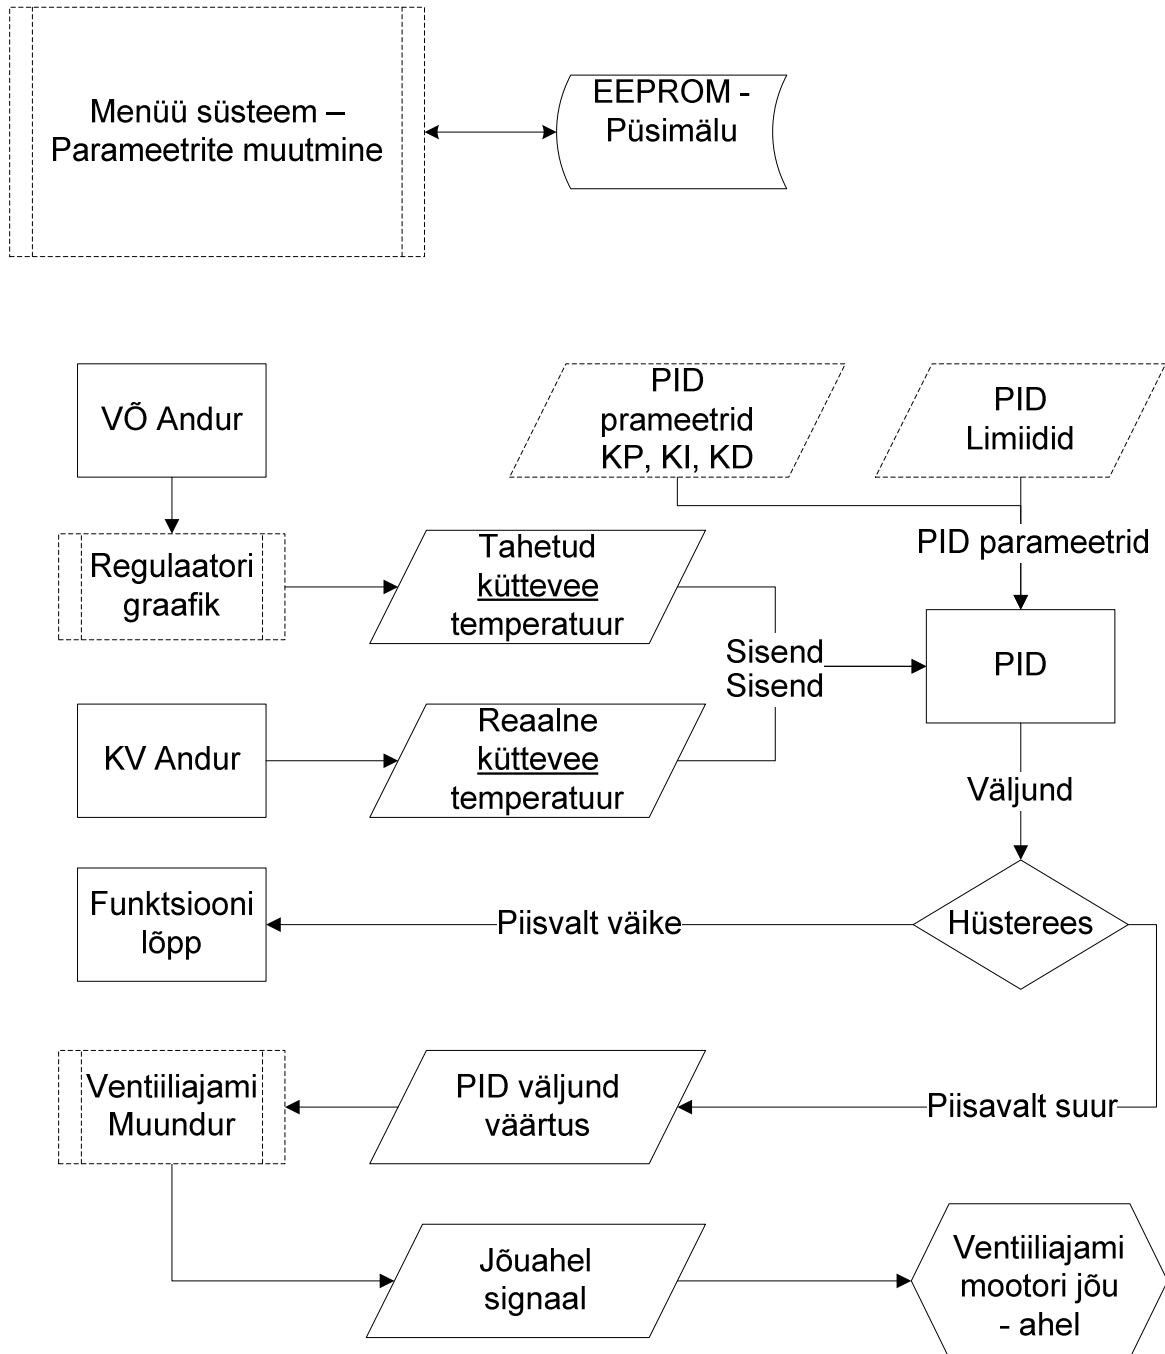 Menüü süsteem –
Parameetrite muutmine
EEPROM -
Püsimälu
VÕ Andur
PID
prameetrid
KP, KI, KD
PID
Limiidid
PID parameetrid
Regulaatori
graafik
Tahetud
küttevee
temperatuur
Sisend
Sisend
PID
KV Andur
Reaalne
küttevee
temperatuur
Väljund
Funktsiooni
lõpp
Piisvalt väike
Hüsterees
Ventiiliajami
Muundur
PID väljund
väärtus
Piisavalt suur
Jõuahel
signaal
Ventiiliajami
mootori jõu
- ahel